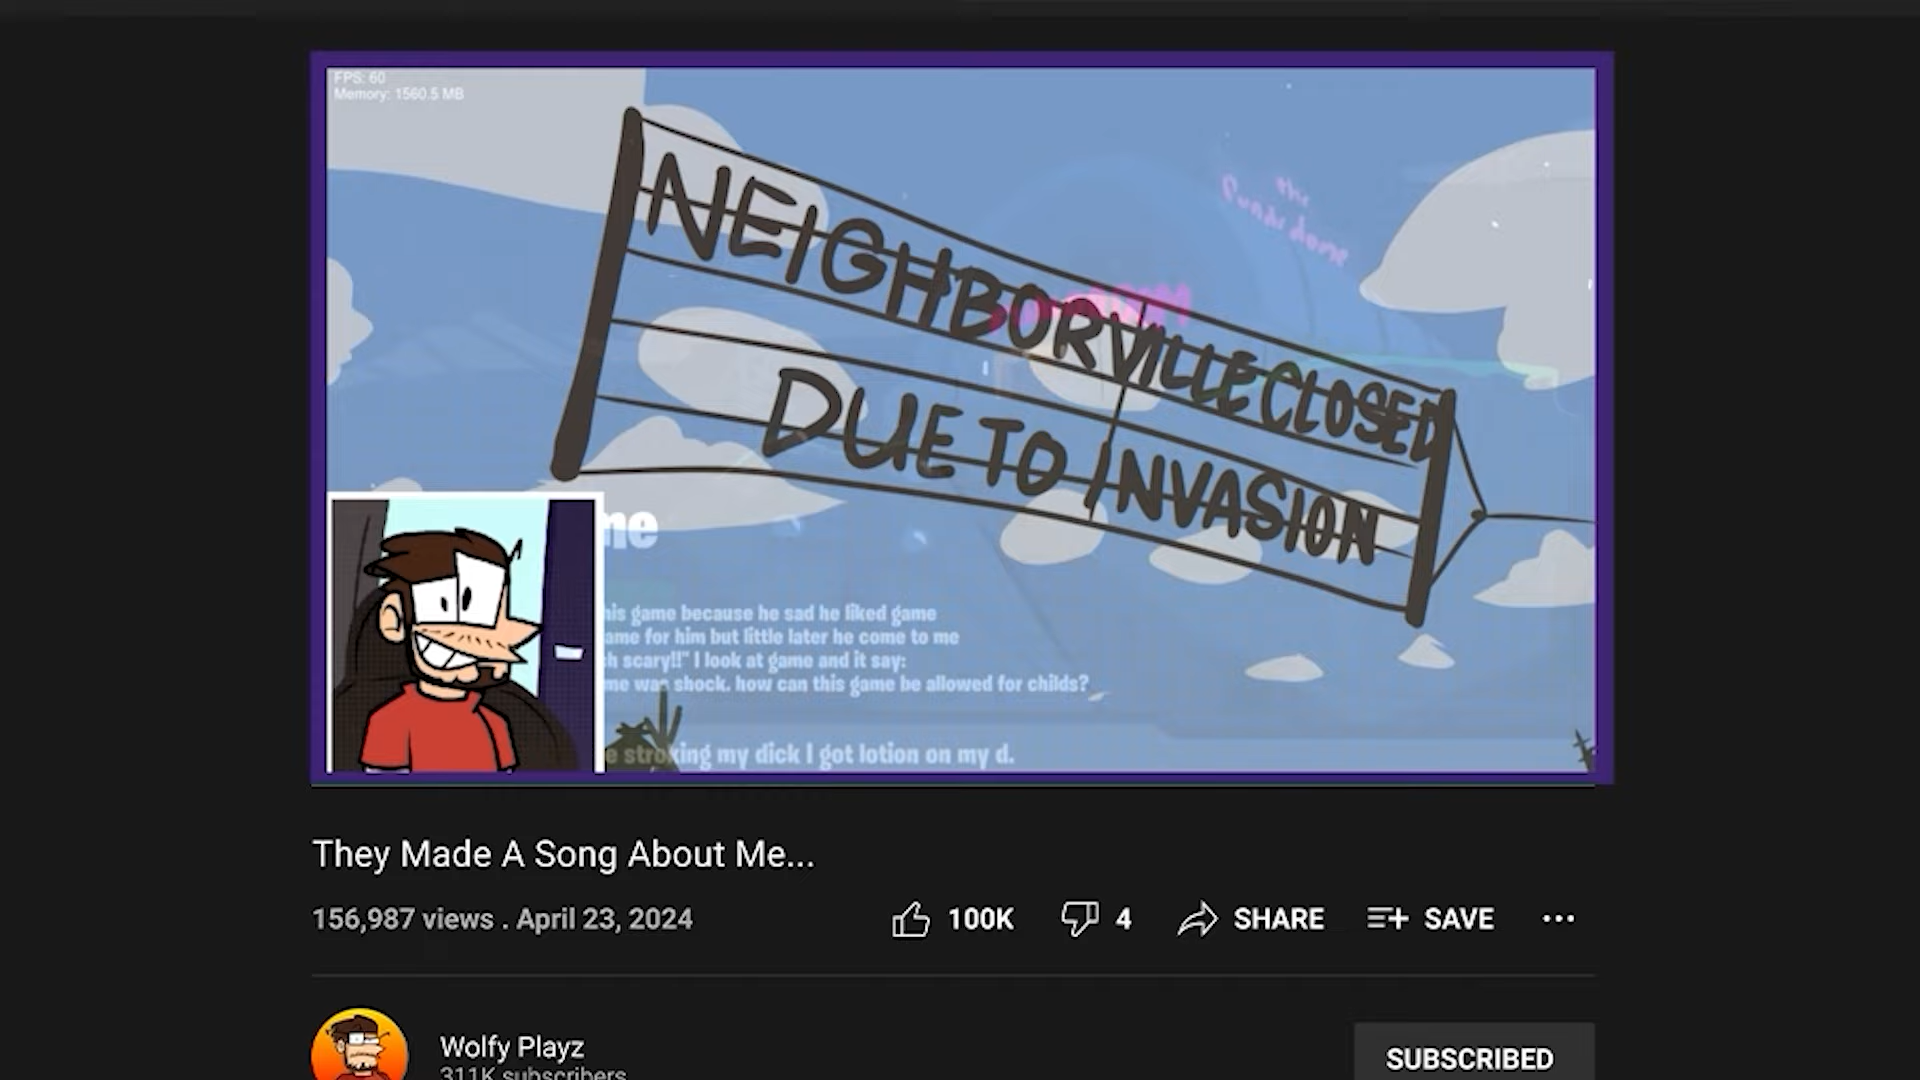 FPS: 60
Memory: 1560.5 MB
NEIGHBORVILLE CLOSED
DUE TO INVASION
me
his game because he sad he liked game
ame for him but little later he come to me
h scary!!" I look at game and it say:
me was shock. how can this game be allowed for childs?
e stroking my dick I got lotion on my d.
They Made A Song About Me...
156,987 views . April 23, 2024
100K
4
SHARE
SAVE
Wolfy Playz
311K subscribers
SUBSCRIBED